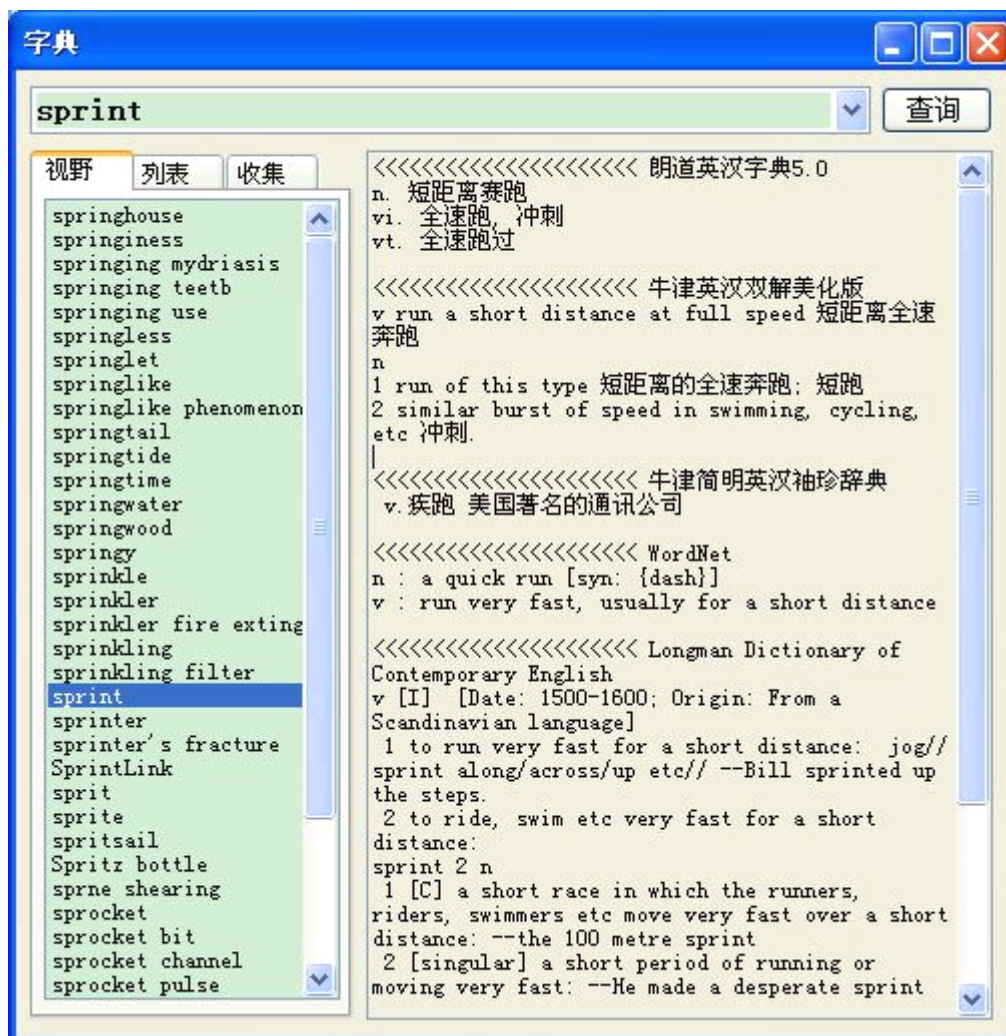 字典
sprint
查询
视野
列表
收集
springhouse
springiness
springing mydriasis
springing teetb
springing use
springless
springlet
springlike
springlike phenomenon
springtail
springtide
springtime
springwater
springwood
springy
sprinkle
sprinkler
sprinkler fire exting
sprinkling
sprinkling filter
sprint
sprinter
sprinter's fracture
SprintLink
sprit
sprite
spritsail
Spritz bottle
sprne shearing
sprocket
sprocket bit
sprocket channel
sprocket pulse
<<<<<<<<<<<<<<<<<<<<<< 朗道英汉字典5.0
n. 短距离赛跑
vi. 全速跑, 冲刺
vt. 全速跑过
<<<<<<<<<<<<<<<<<<<<<< 牛津英汉双解美化版
v run a short distance at full speed 短距离全速
奔跑
n
1 run of this type 短距离的全速奔跑; 短跑
2 similar burst of speed in swimming, cycling,
etc 冲刺.
<<<<<<<<<<<<<<<<<<<<<< 牛津简明英汉袖珍辞典
v.疾跑 美国著名的通讯公司
<<<<<<<<<<<<<<<<<<<<<< WordNet
n : a quick run [syn: {dash}]
v : run very fast, usually for a short distance
<<<<<<<<<<<<<<<<<<<<<< Longman Dictionary of
Contemporary English
v [I] [Date: 1500-1600; Origin: From a
Scandinavian language]
1 to run very fast for a short distance: jog//
sprint along/across/up etc// --Bill sprinted up
the steps.
2 to ride, swim etc very fast for a short
distance:
sprint 2 n
1 [C] a short race in which the runners,
riders, swimmers etc move very fast over a short
distance: --the 100 metre sprint
2 [singular] a short period of running or
moving very fast: --He made a desperate sprint